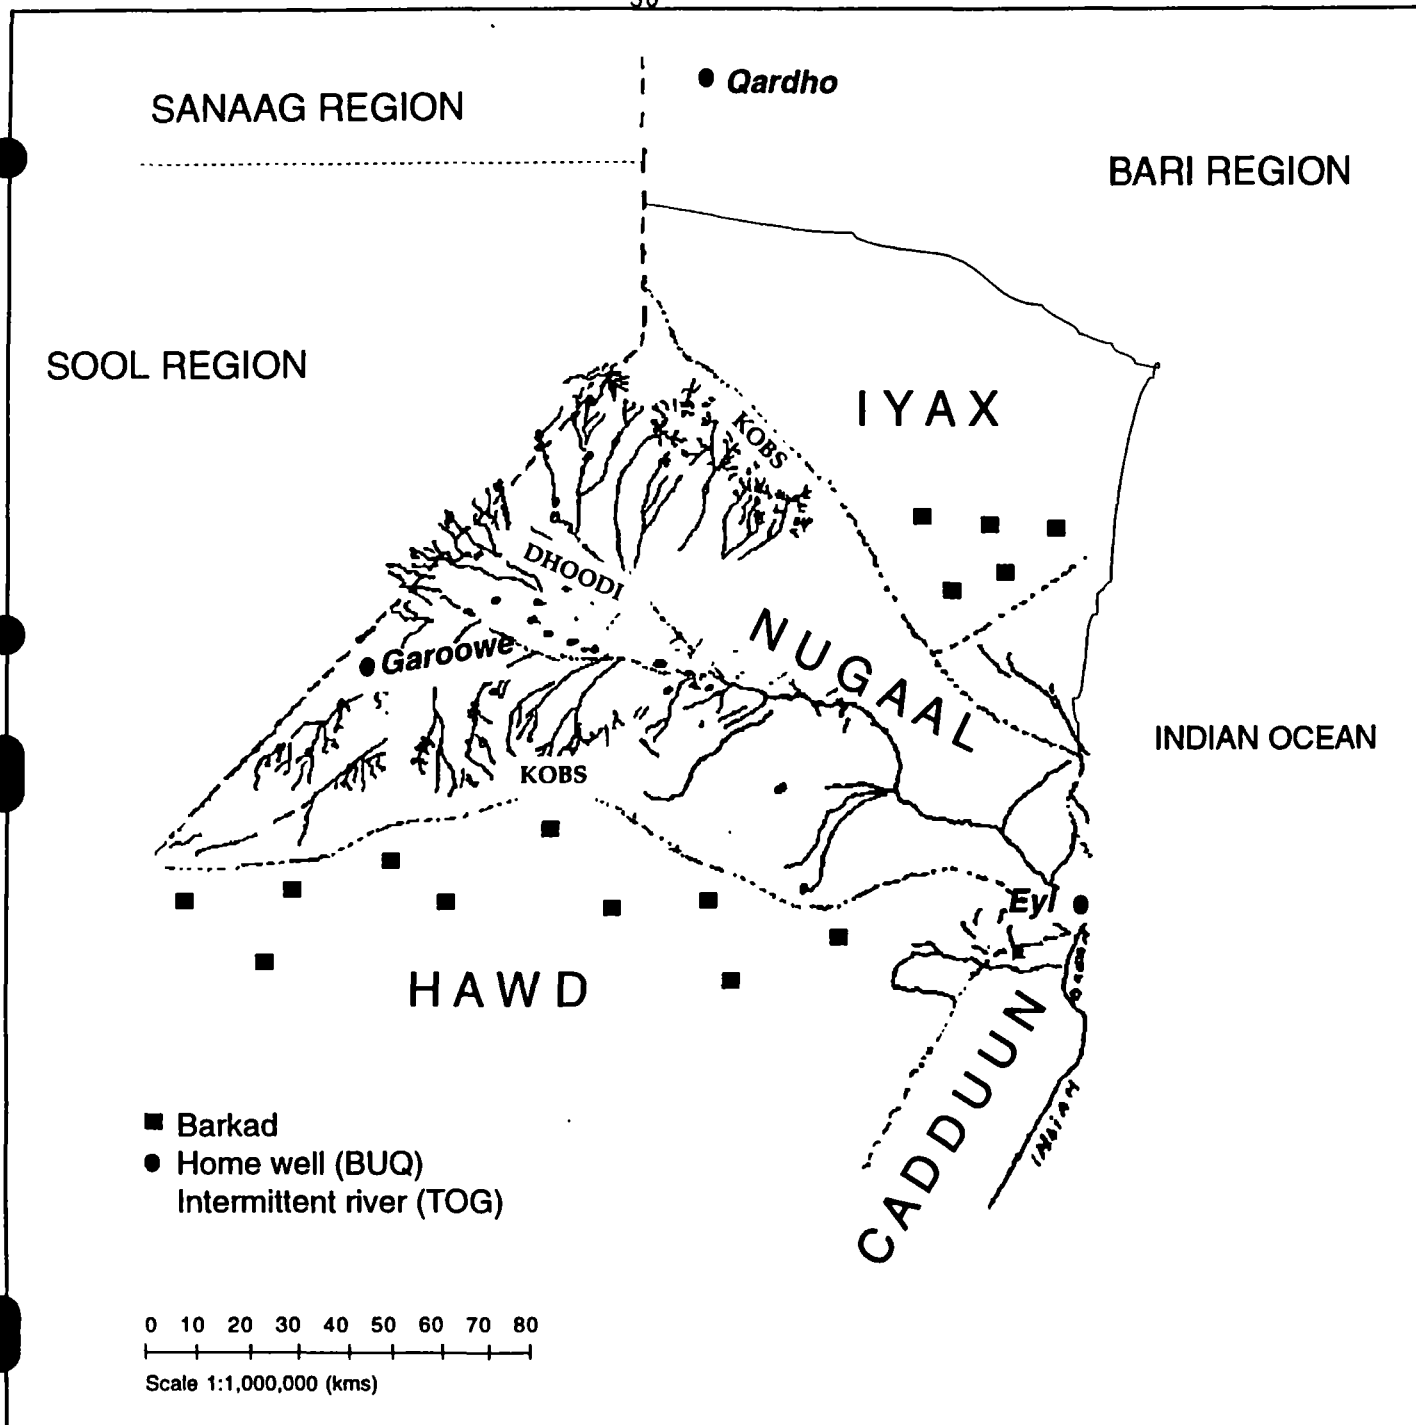 Qardho
SANAAG REGION
BARI REGION
SOOL REGION
IYAX
KOBS
DHOODI
NUGAAL
Garoowe
INDIAN OCEAN
KOBS
Eyl
HAWD
CADDUUN
INDIAN
Barkad
Home well (BUQ)
Intermittent river (TOG)
0 10 20 30 40 50 60 70 80
Scale 1:1,000,000 (kms)